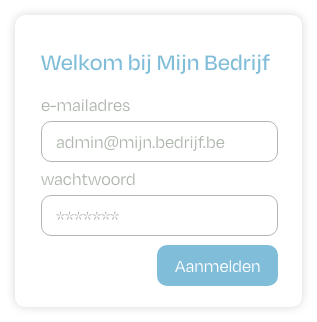 Welkom bij Mijn Bedrijf
e-mailadres
admin@mijn.bedrijf.be
wachtwoord
*******
Aanmelden